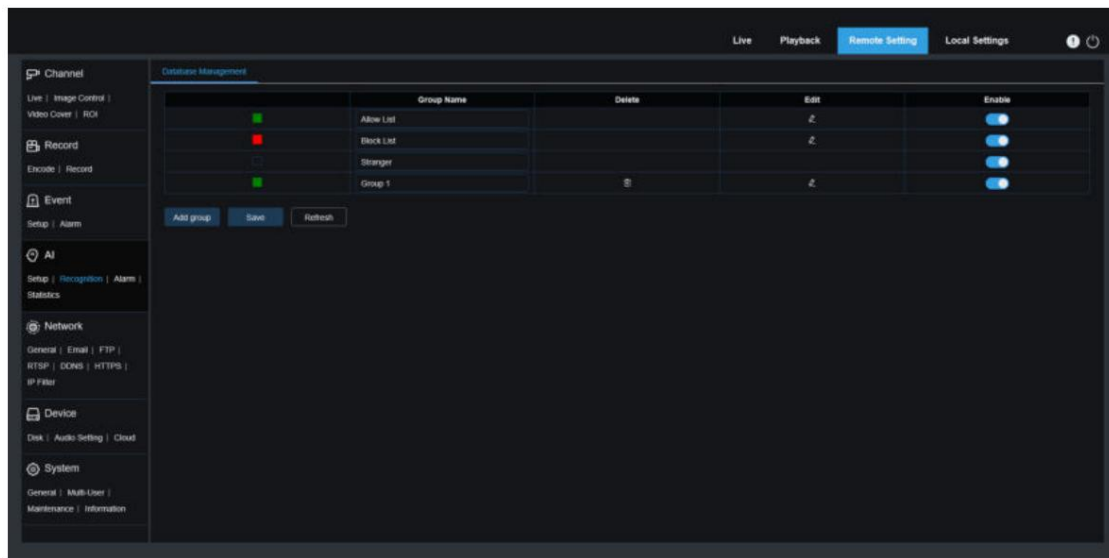 Live Playback Remote Setting Local Settings
Channel
Live | Image Control |
Video Cover | ROI
Record
Encode | Record
Event
Setup | Alarm
AI
Setup | Recognition | Alarm |
Statistics
Network
General | Email | FTP |
RTSP | DDNS | HTTPS |
IP Filter
Device
Disk | Audio Setting | Cloud
System
General | Multi-User |
Maintenance | Information
Database Management
Group Name Delete Edit Enable
Allow List
Block List
Stranger
Group 1
Add group Save Refresh